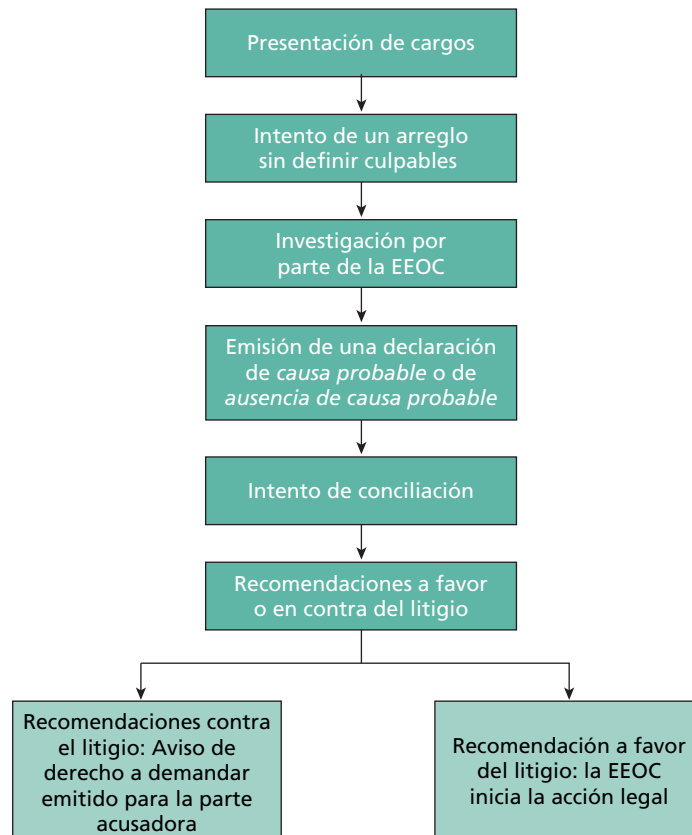 Presentación de cargos
Intento de un arreglo
sin definir culpables
Investigación por
parte de la EEOC
Emisión de una declaración
de causa probable o de
ausencia de causa probable
Intento de conciliación
Recomendaciones a favor
o en contra del litigio
Recomendaciones contra
el litigio: Aviso de
derecho a demandar
emitido para la parte
acusadora
Recomendación a favor
del litigio: la EEOC
inicia la acción legal